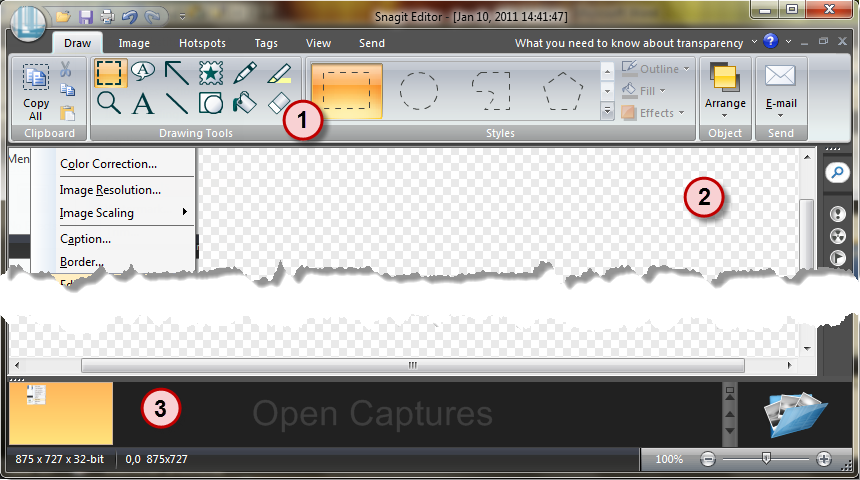 Snagit Editor - [Jan 10, 2011 14:41:47]
Draw Image Hotspots Tags View Send What you need to know about transparency
Copy All
A
Outline
Fill
Effects
Arrange
E-mail
Clipboard Drawing Tools Styles Object Send
1
Men
Color Correction...
Image Resolution...
Image Scaling
Caption...
Border...
Ed
2
3
Open Captures
875 x 727 x 32-bit 0,0 875x727 100%